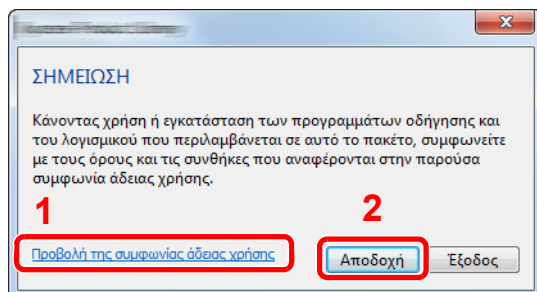 ΣΗΜΕΙΩΣΗ
Κάνοντας χρήση ή εγκατάσταση των προγραμμάτων οδήγησης και
του λογισμικού που περιλαμβάνεται σε αυτό το πακέτο, συμφωνείτε
με τους όρους και τις συνθήκες που αναφέρονται στην παρούσα
συμφωνία άδειας χρήσης.
1 2
Προβολή της συμφωνίας άδειας χρήσης Αποδοχή Έξοδος